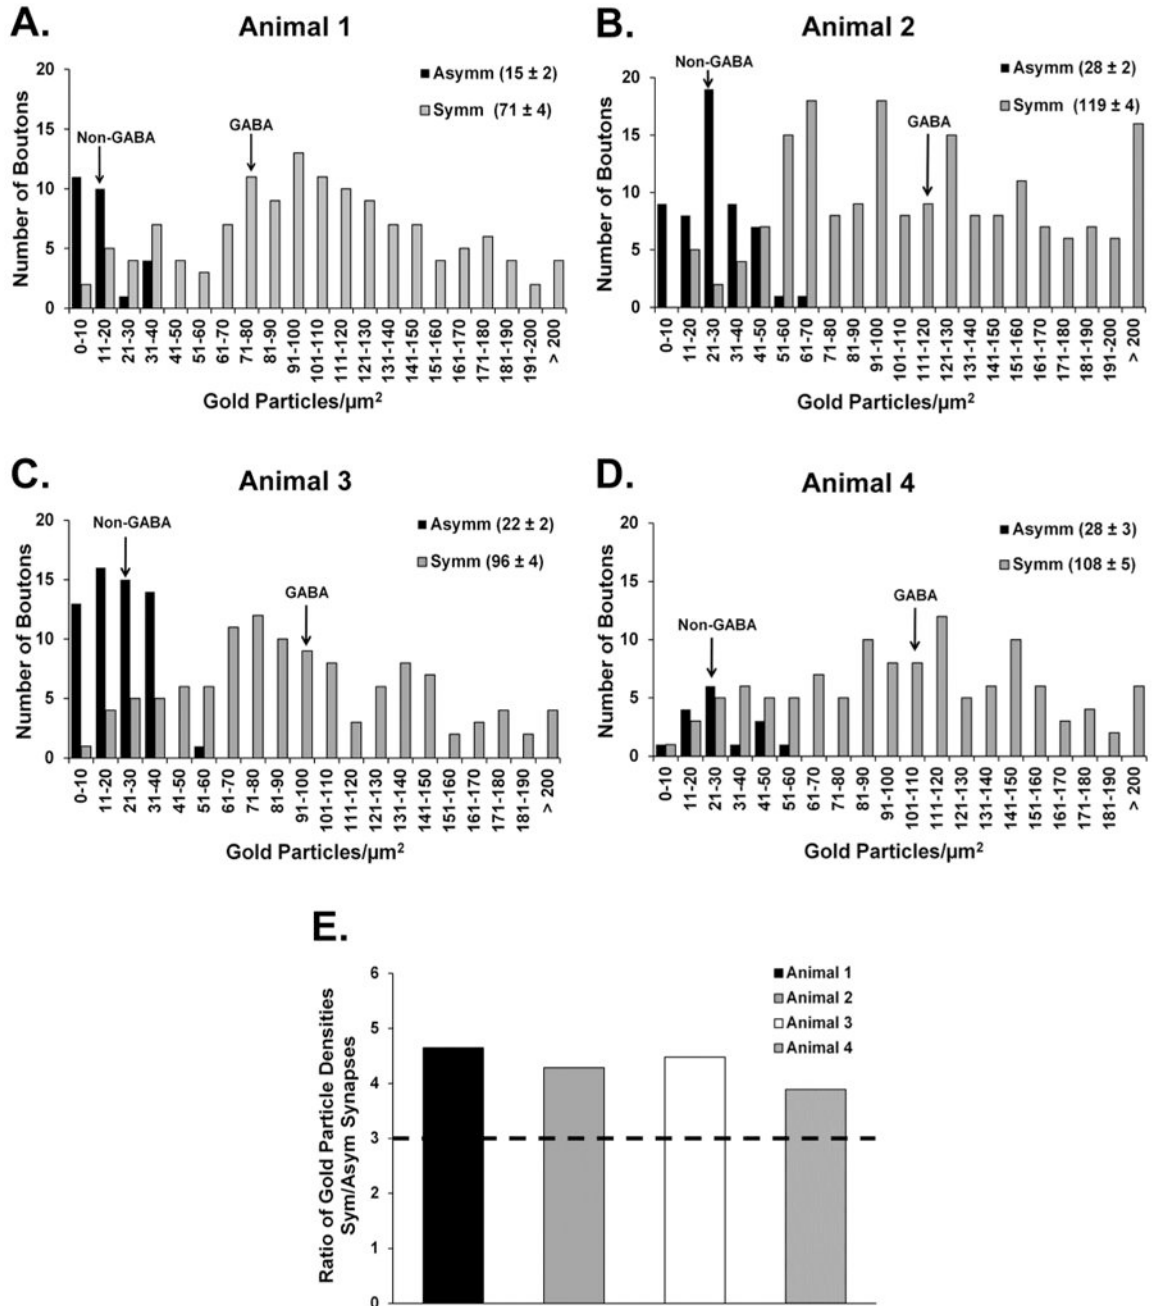 A.
Animal 1
Asymm (15 ± 2)
Symm (71 ± 4)
Non-GABA
GABA
Number of Boutons
20
15
10
5
0
0-10
11-20
21-30
31-40
41-50
51-60
61-70
71-80
81-90
91-100
101-110
111-120
121-130
131-140
141-150
151-160
161-170
171-180
181-190
191-200
> 200
Gold Particles/µm²
B.
Animal 2
Asymm (28 ± 2)
Symm (119 ± 4)
Non-GABA
GABA
Number of Boutons
20
15
10
5
0
0-10
11-20
21-30
31-40
41-50
51-60
61-70
71-80
81-90
91-100
101-110
111-120
121-130
131-140
141-150
151-160
161-170
171-180
181-190
191-200
> 200
Gold Particles/µm²
C.
Animal 3
Asymm (22 ± 2)
Symm (96 ± 4)
Non-GABA
GABA
Number of Boutons
20
15
10
5
0
0-10
11-20
21-30
31-40
41-50
51-60
61-70
71-80
81-90
91-100
101-110
111-120
121-130
131-140
141-150
151-160
161-170
171-180
181-190
> 200
Gold Particles/µm²
D.
Animal 4
Asymm (28 ± 3)
Symm (108 ± 5)
Non-GABA
GABA
Number of Boutons
20
15
10
5
0
0-10
11-20
21-30
31-40
41-50
51-60
61-70
71-80
81-90
91-100
101-110
111-120
121-130
131-140
141-150
151-160
161-170
171-180
181-190
> 200
Gold Particles/µm²
E.
Animal 1
Animal 2
Animal 3
Animal 4
Ratio of Gold Particle Densities
Sym/Asym Synapses
6
5
4
3
2
1
0